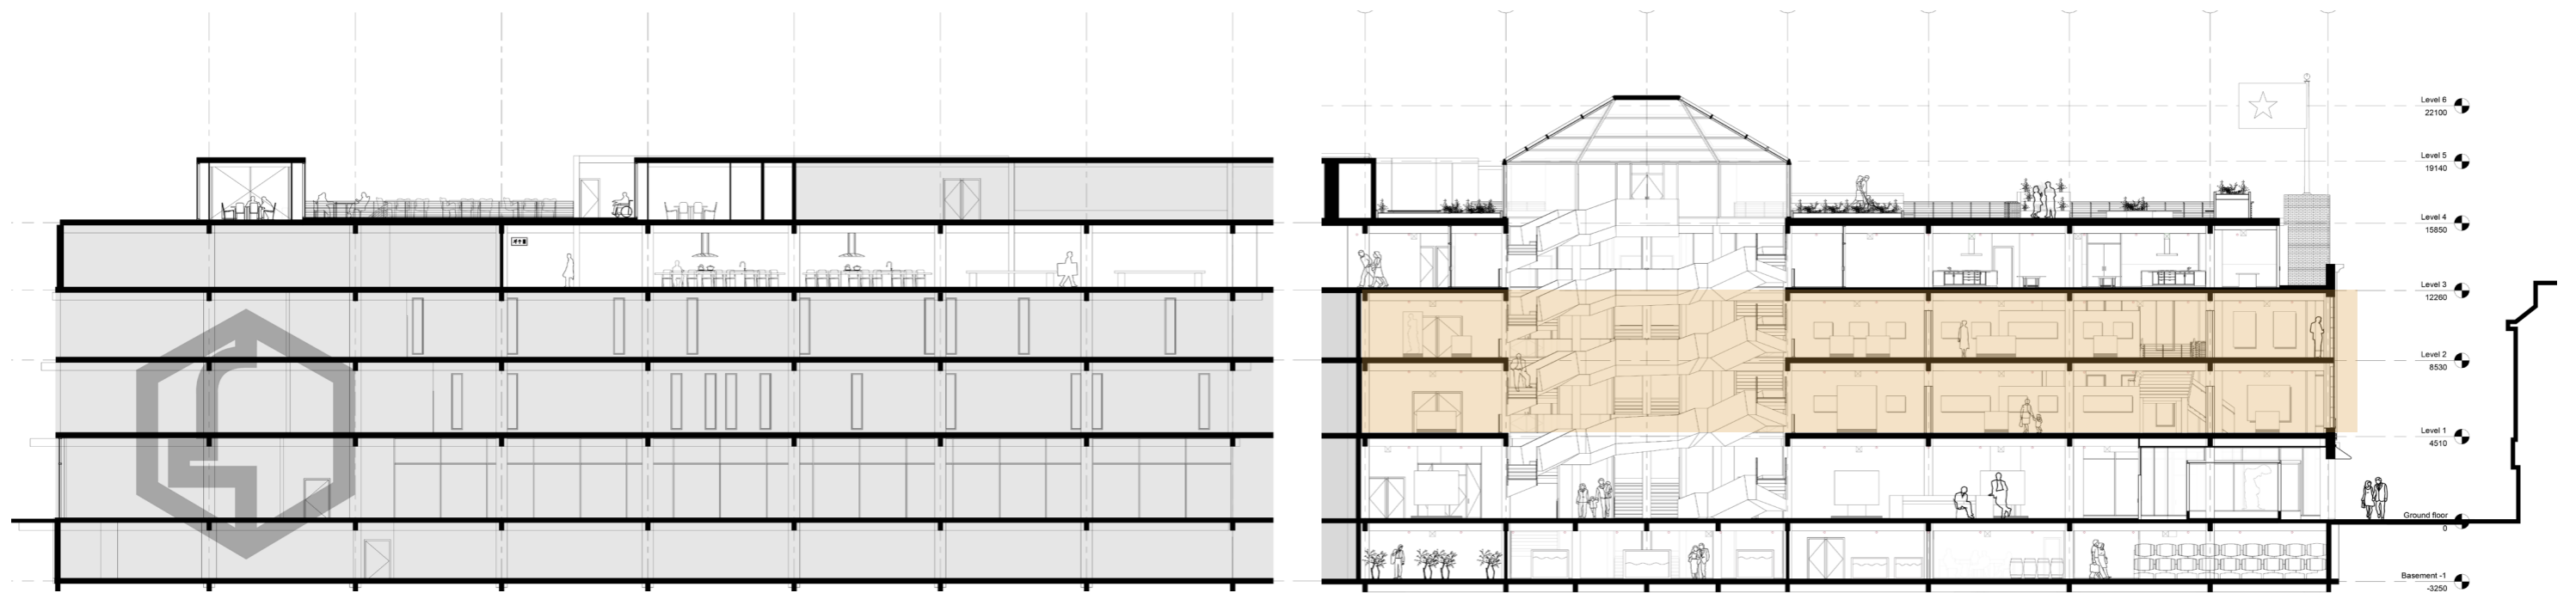 Level 6
22100
Level 5
19140
Level 4
15850
Level 3
12260
Level 2
8530
Level 1
4510
Ground floor
0
Basement -1
-3250